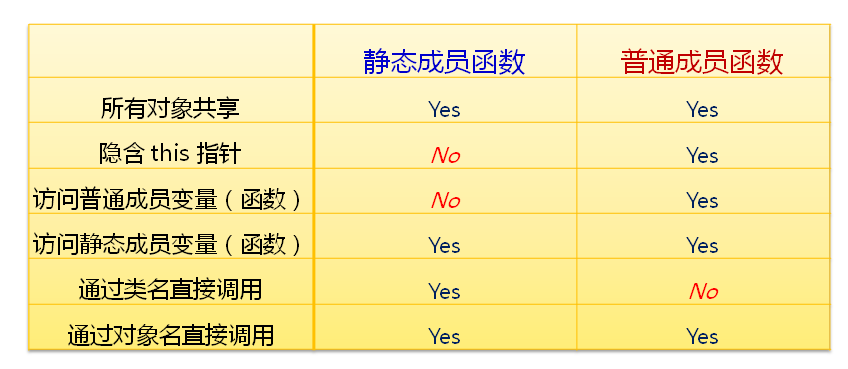 静态成员函数 普通成员函数
所有对象共享 Yes Yes
隐含 this 指针 No Yes
访问普通成员变量（函数） No Yes
访问静态成员变量（函数） Yes Yes
通过类名直接调用 Yes No
通过对象名直接调用 Yes Yes